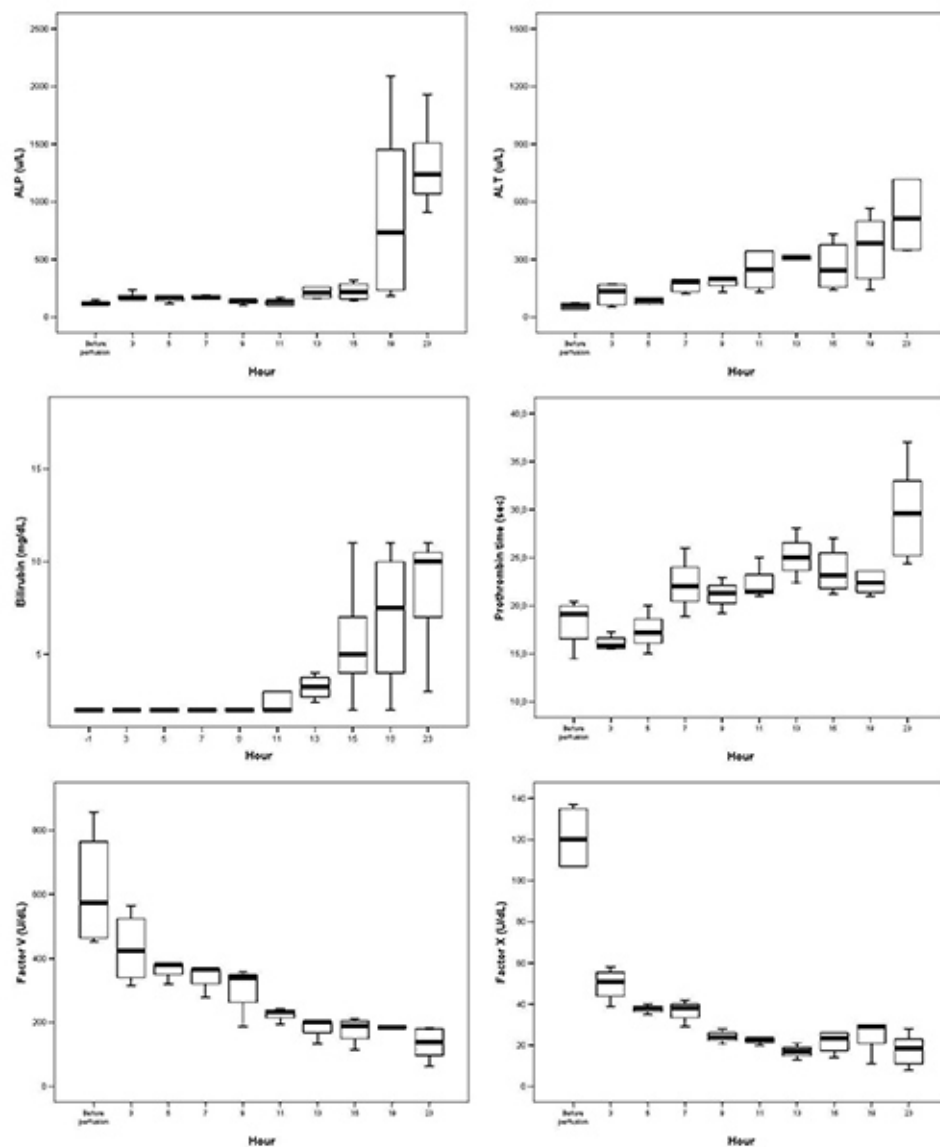 2500
2000
1500
1000
500
0
ALP (u/L)
Before perfusion 3 5 7 9 11 13 15 19 23
Hour
1500
1200
900
600
300
0
ALT (u/L)
Before perfusion 3 5 7 9 11 13 15 19 23
Hour
15
10
5
Bilirubin (mg/dL)
-1 3 5 7 9 11 13 15 19 23
Hour
40,0
35,0
30,0
25,0
20,0
15,0
10,0
Prothrombin time (sec)
Before perfusion 3 5 7 9 11 13 15 19 23
Hour
800
600
400
200
0
Factor V (U/dL)
Before perfusion 3 5 7 9 11 13 15 19 23
Hour
140
120
100
80
60
40
20
0
Factor X (U/dL)
Before perfusion 3 5 7 9 11 13 15 19 23
Hour